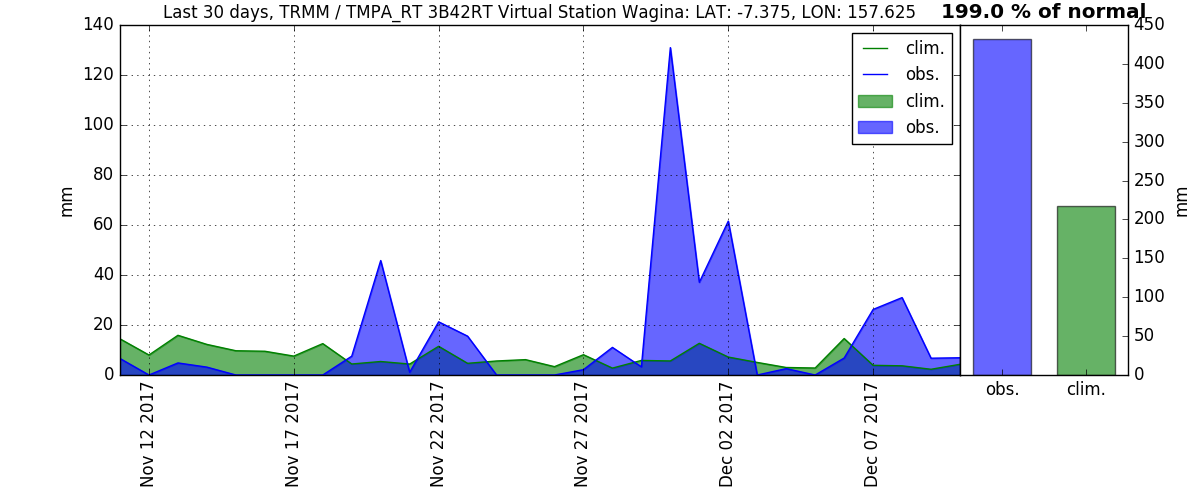 Last 30 days, TRMM / TMPA_RT 3B42RT Virtual Station Wagina: LAT: -7.375, LON: 157.625
199.0 % of normal
mm
140
120
100
80
60
40
20
0
clim.
obs.
clim.
obs.
Nov 12 2017
Nov 17 2017
Nov 22 2017
Nov 27 2017
Dec 02 2017
Dec 07 2017
450
400
350
300
250
200
150
100
50
0
mm
obs.
clim.